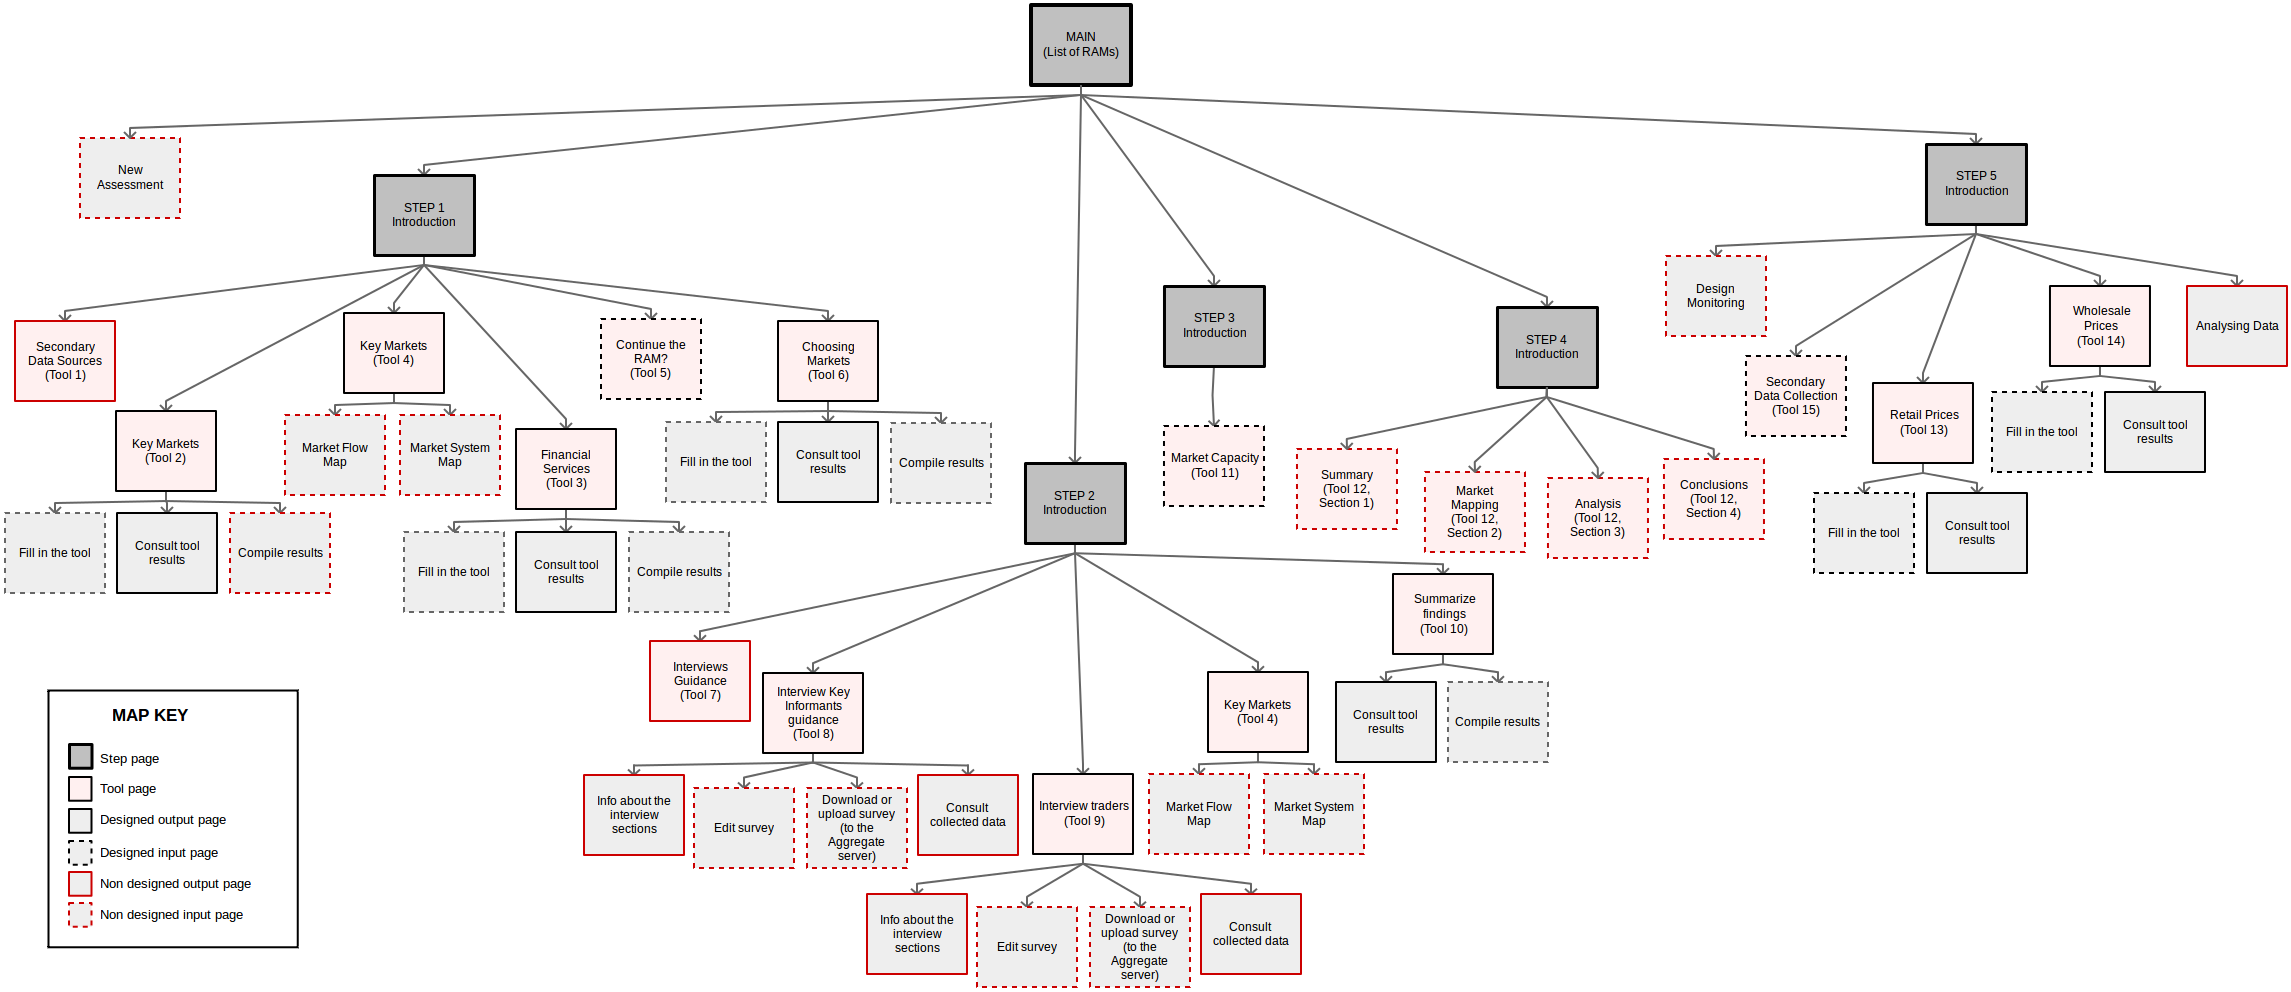 MAIN
(List of RAMs)
New
Assessment
STEP 1
Introduction
STEP 5
Introduction
STEP 3
Introduction
STEP 4
Introduction
STEP 2
Introduction
Secondary
Data Sources
(Tool 1)
Key Markets
(Tool 2)
Fill in the tool
Consult tool
results
Compile results
Key Markets
(Tool 4)
Market Flow
Map
Market System
Map
Financial
Services
(Tool 3)
Fill in the tool
Consult tool
results
Compile results
Continue the
RAM?
(Tool 5)
Choosing
Markets
(Tool 6)
Fill in the tool
Consult tool
results
Compile results
Market Capacity
(Tool 11)
Summary
(Tool 12,
Section 1)
Market
Mapping
(Tool 12,
Section 2)
Analysis
(Tool 12,
Section 3)
Conclusions
(Tool 12,
Section 4)
Design
Monitoring
Secondary
Data Collection
(Tool 15)
Retail Prices
(Tool 13)
Fill in the tool
Consult tool
results
Wholesale
Prices
(Tool 14)
Fill in the tool
Consult tool
results
Analysing Data
Interviews
Guidance
(Tool 7)
Interview Key
Informants
guidance
(Tool 8)
Info about the
interview
sections
Edit survey
Download or
upload survey
(to the
Aggregate
server)
Consult
collected data
Interview traders
(Tool 9)
Info about the
interview
sections
Edit survey
Download or
upload survey
(to the
Aggregate
server)
Consult
collected data
Key Markets
(Tool 4)
Market Flow
Map
Market System
Map
Summarize
findings
(Tool 10)
Consult tool
results
Compile results
MAP KEY
Step page
Tool page
Designed output page
Designed input page
Non designed output page
Non designed input page